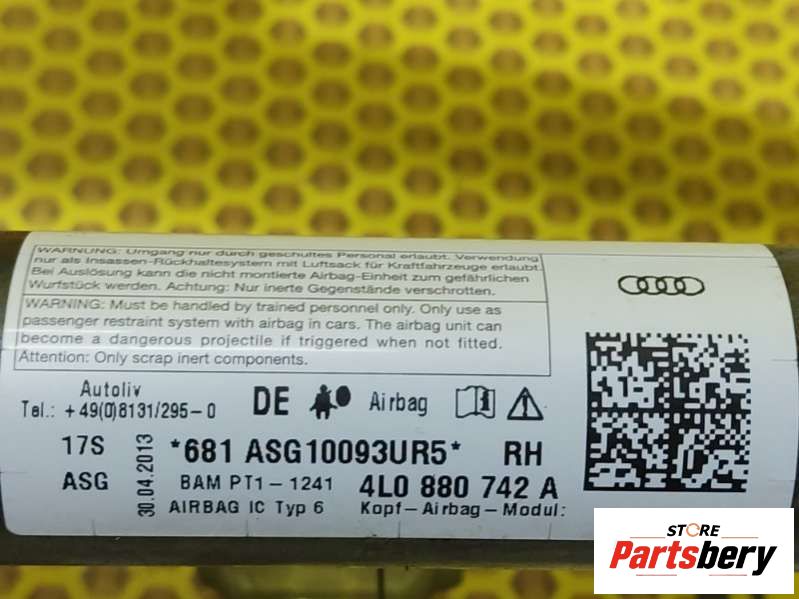 WARNUNG: Umgang nur durch geschultes Personal erlaubt. Verwendung
nur als Insassen-Rückhaltesystem mit Luftsack für Kraftfahrzeuge erlaubt.
Bei Auslösung kann die nicht montierte Airbag-Einheit zum gefährlichen
Wurfstück werden. Achtung: Nur inerte Gegenstände verschrotten.
WARNING: Must be handled by trained personnel only. Only use as
passenger restraint system with airbag in cars. The airbag unit can
become a dangerous projectile if triggered when not fitted.
Attention: Only scrap inert components.
Autoliv
Tel.: +49(0)8131/295-0
DE
Airbag
17S
ASG
30.04.2013
*681 ASG10093UR5* RH
BAM PT1-1241
4L0 880 742 A
AIRBAG IC Typ 6
Kopf-Airbag-Modul:
STORE
Partsbery